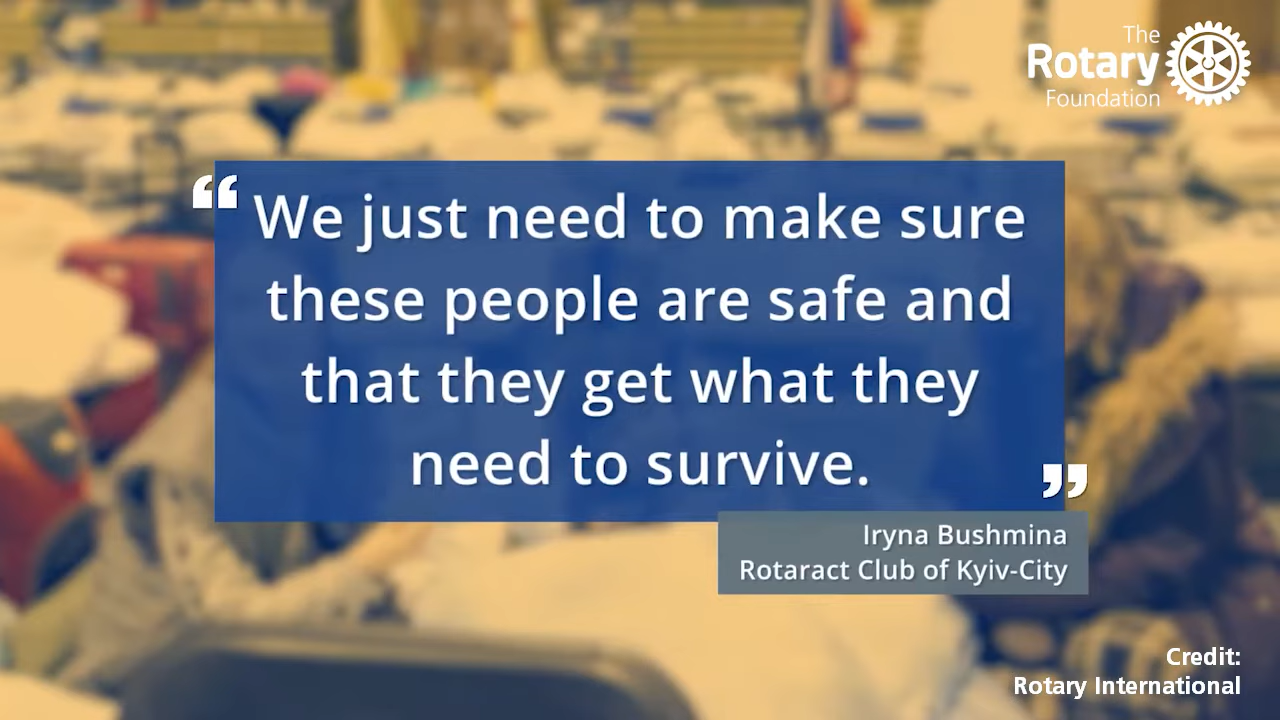 The
Rotary
Foundation
“We just need to make sure
these people are safe and
that they get what they
need to survive.”
Iryna Bushmina
Rotaract Club of Kyiv-City
Credit:
Rotary International